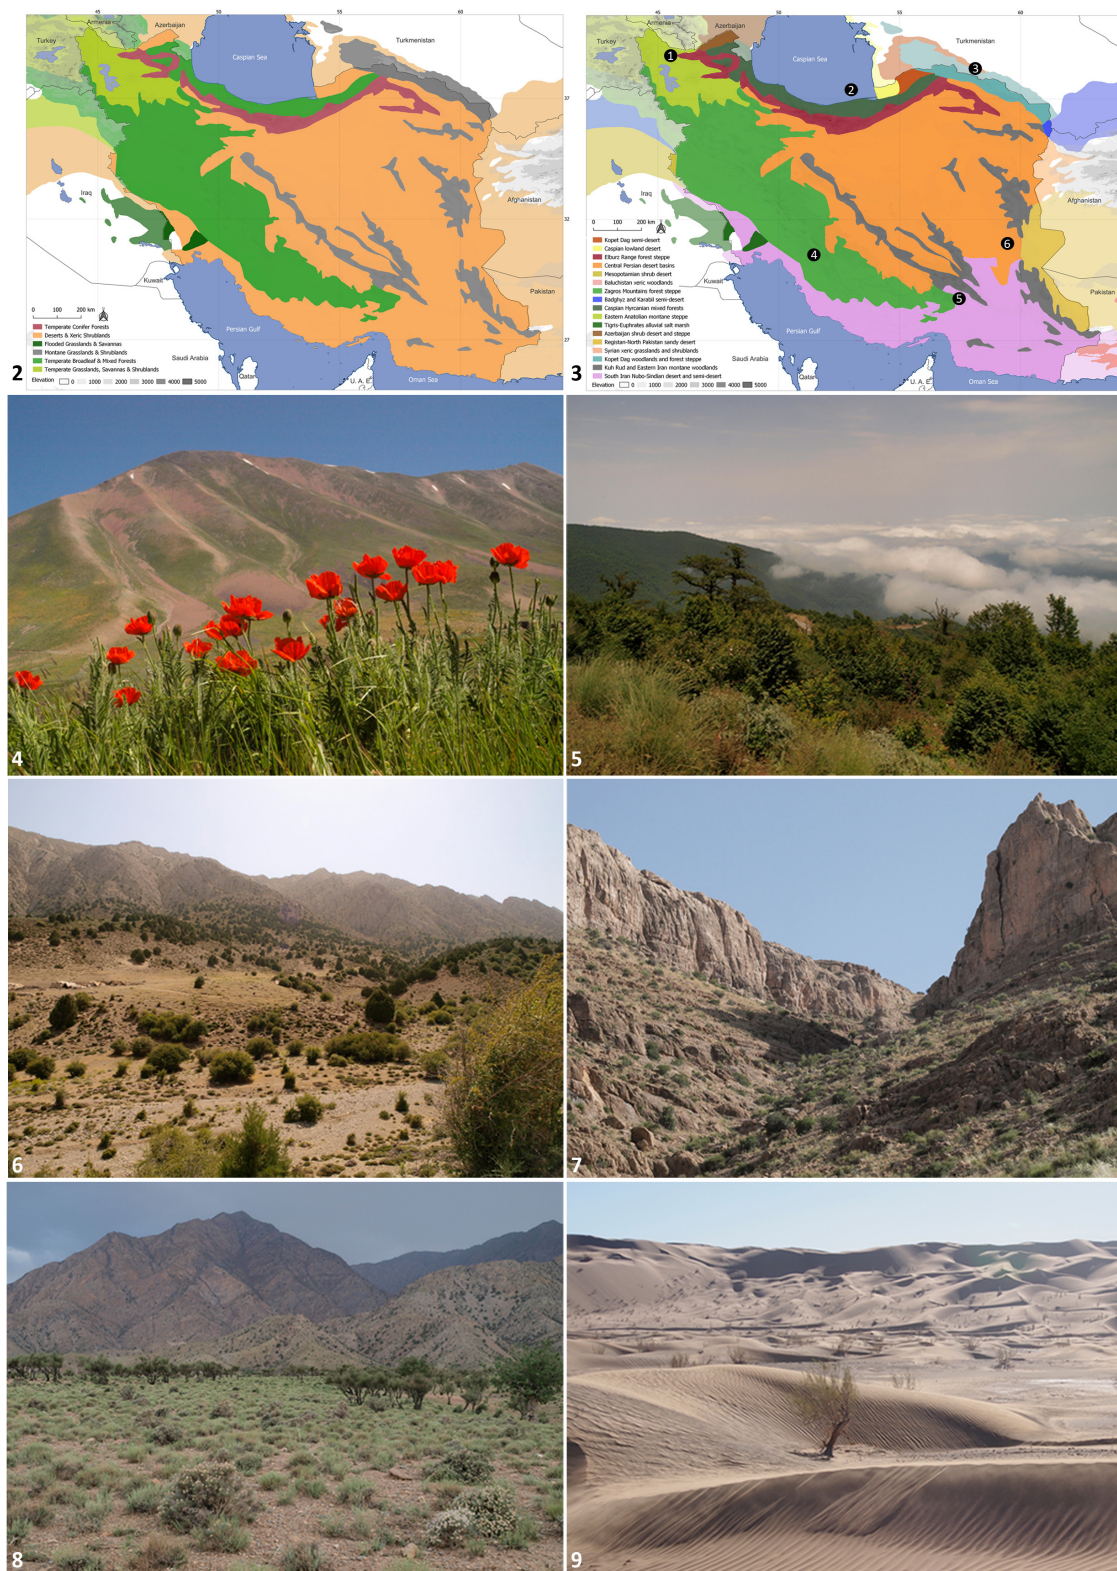 45
50
55
60
Armenia
Azerbaijan
Turkey
Caspian Sea
Turkmenistan
37
Iraq
32
Afghanistan
0 100 200 km
Kuwait
Pakistan
Persian Gulf
Temperate Conifer Forests
Deserts & Xeric Shrublands
Flooded Grasslands & Savannas
Montane Grasslands & Shrublands
Temperate Broadleaf & Mixed Forests
Temperate Grasslands, Savannas & Shrublands
Saudi Arabia
27
Qatar
U. A. E.
Oman Sea
Elevation 0 1000 2000 3000 4000 5000
2
45
50
55
60
Armenia
Azerbaijan
Turkey
Caspian Sea
Turkmenistan
1
2
3
37
Iraq
Afghanistan
32
0 100 200 km
4
5
6
Kuwait
Pakistan
Persian Gulf
Kopet Dag semi-desert
Caspian lowland desert
Elburz Range forest steppe
Central Persian desert basins
Mesopotamian shrub desert
Baluchistan xeric woodlands
Zagros Mountains forest steppe
Badghyz and Karabil semi-desert
Caspian Hyrcanian mixed forests
Eastern Anatolian montane steppe
Tigris-Euphrates alluvial salt marsh
Azerbaijan shrub desert and steppe
Registan-North Pakistan sandy desert
Syrian xeric grasslands and shrublands
Kopet Dag woodlands and forest steppe
Kuh Rud and Eastern Iran montane woodlands
South Iran Nubo-Sindian desert and semi-desert
Saudi Arabia
27
Qatar
U. A. E.
Oman Sea
Elevation 0 1000 2000 3000 4000 5000
3
4
5
6
7
8
9